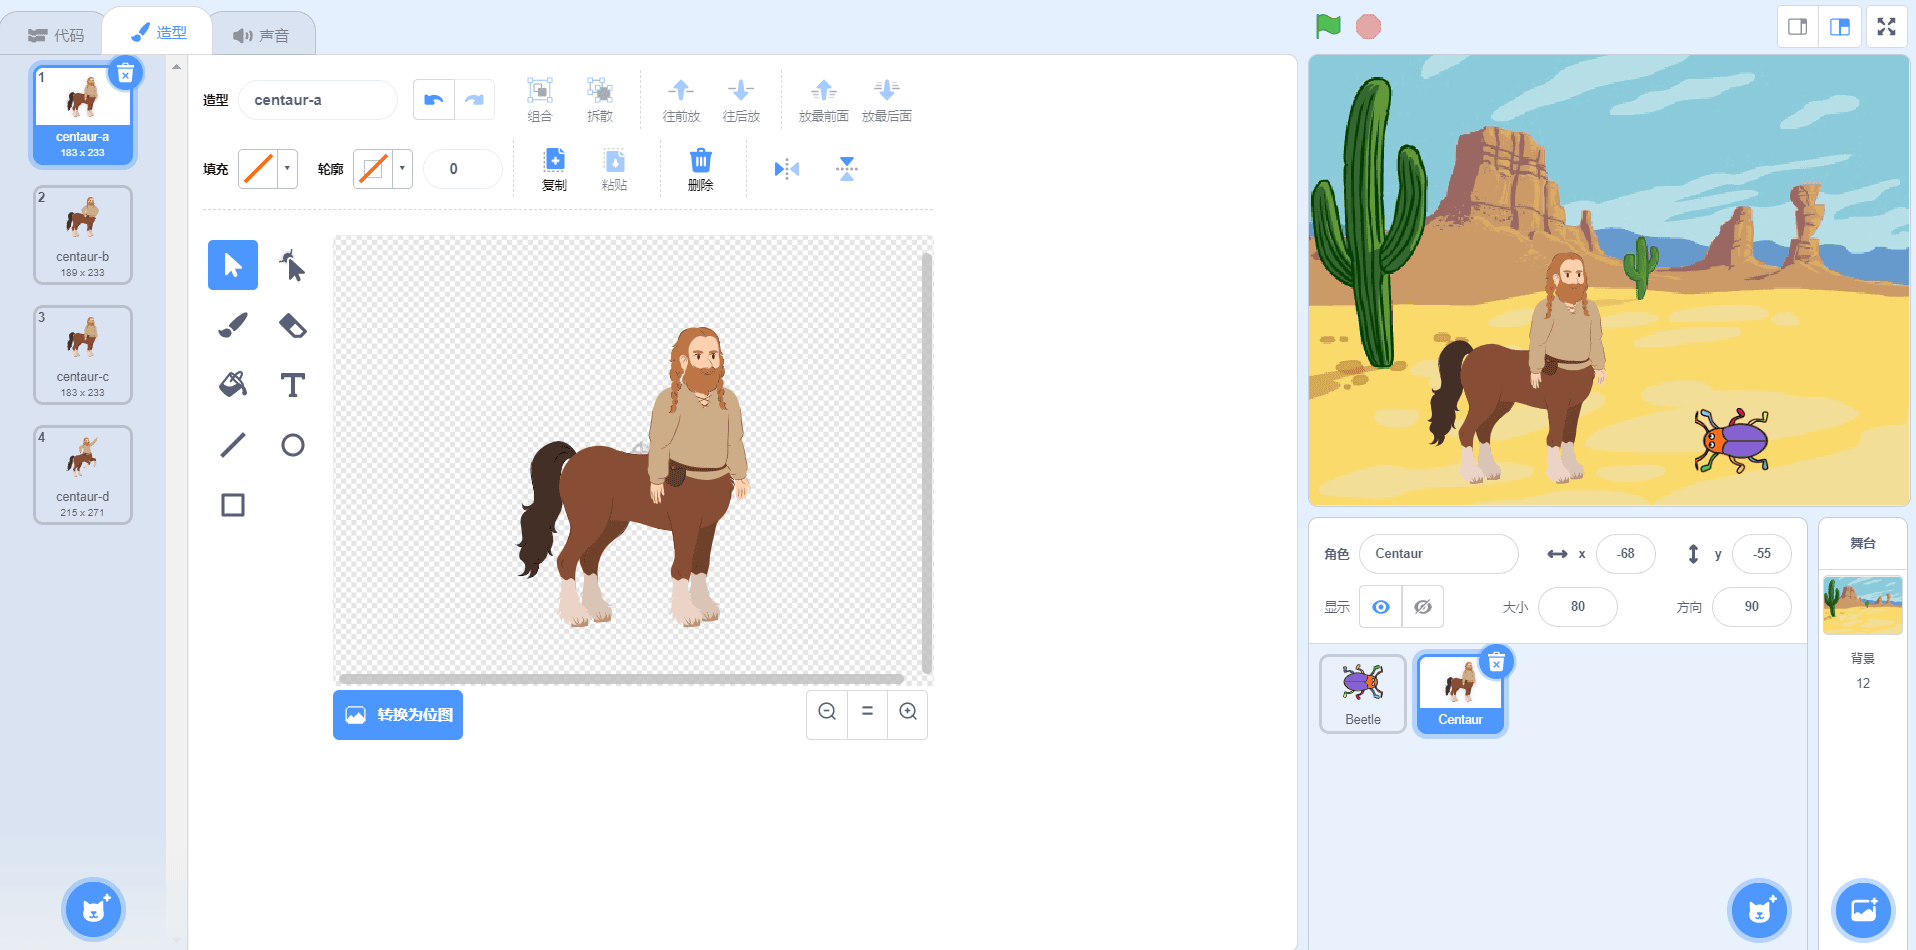 代码
造型
声音
1
centaur-a
183 x 233
2
centaur-b
189 x 233
3
centaur-c
183 x 233
4
centaur-d
215 x 271
造型
centaur-a
组合
拆散
往前放
往后放
放最前面
放最后面
填充
轮廓
0
复制
粘贴
删除
T
转换为位图
角色
Centaur
x
-68
y
-55
显示
大小
80
方向
90
Beetle
Centaur
舞台
背景
12